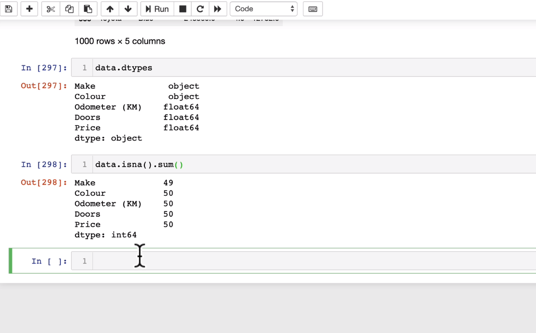 Run Code
1000 rows × 5 columns
In [297]: 1 data.dtypes
Out[297]: Make object
Colour object
Odometer (KM) float64
Doors float64
Price float64
dtype: object
In [298]: 1 data.isna().sum()
Out[298]: Make 49
Colour 50
Odometer (KM) 50
Doors 50
Price 50
dtype: int64
In [ ]: 1